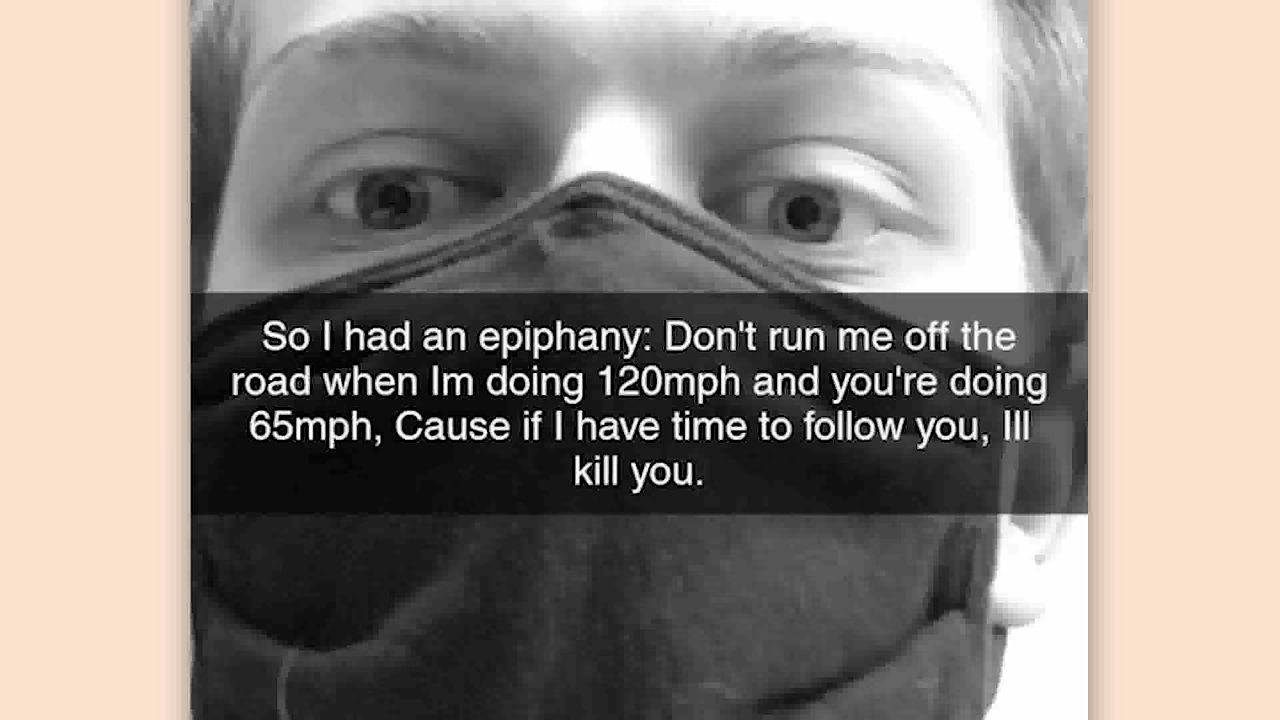 So I had an epiphany: Don't run me off the
road when Im doing 120mph and you're doing
65mph, Cause if I have time to follow you, Ill
kill you.